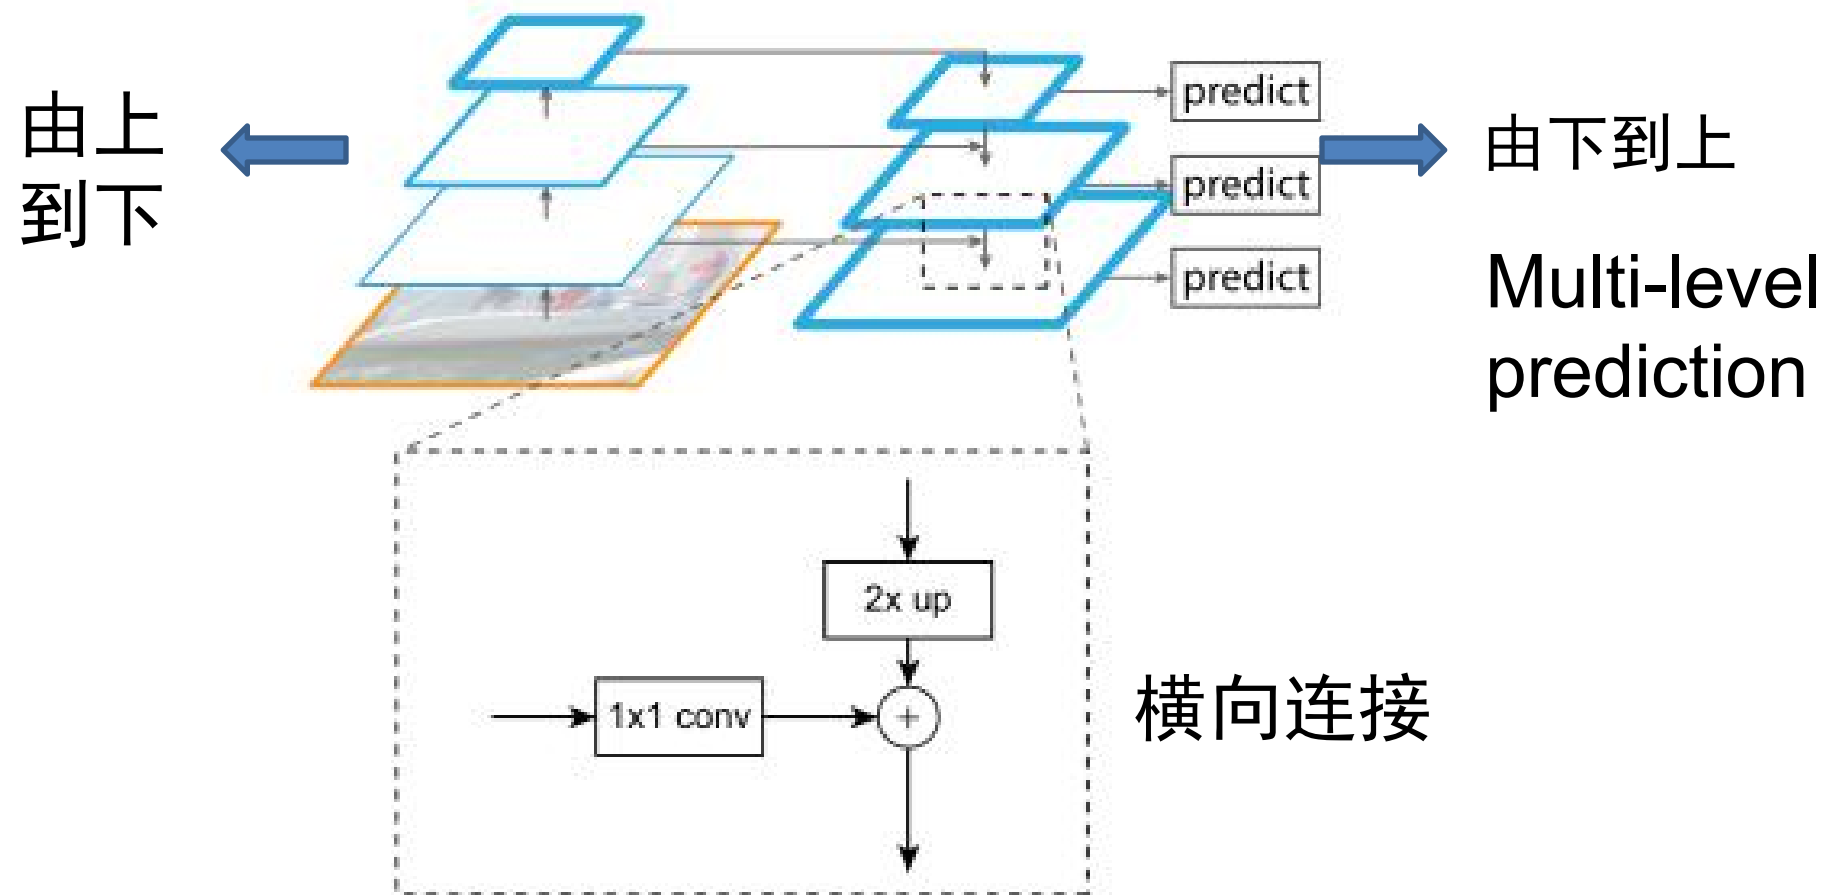 由上
到下
predict
predict
predict
由下到上
Multi-level
prediction
2x up
1x1 conv
+
横向连接